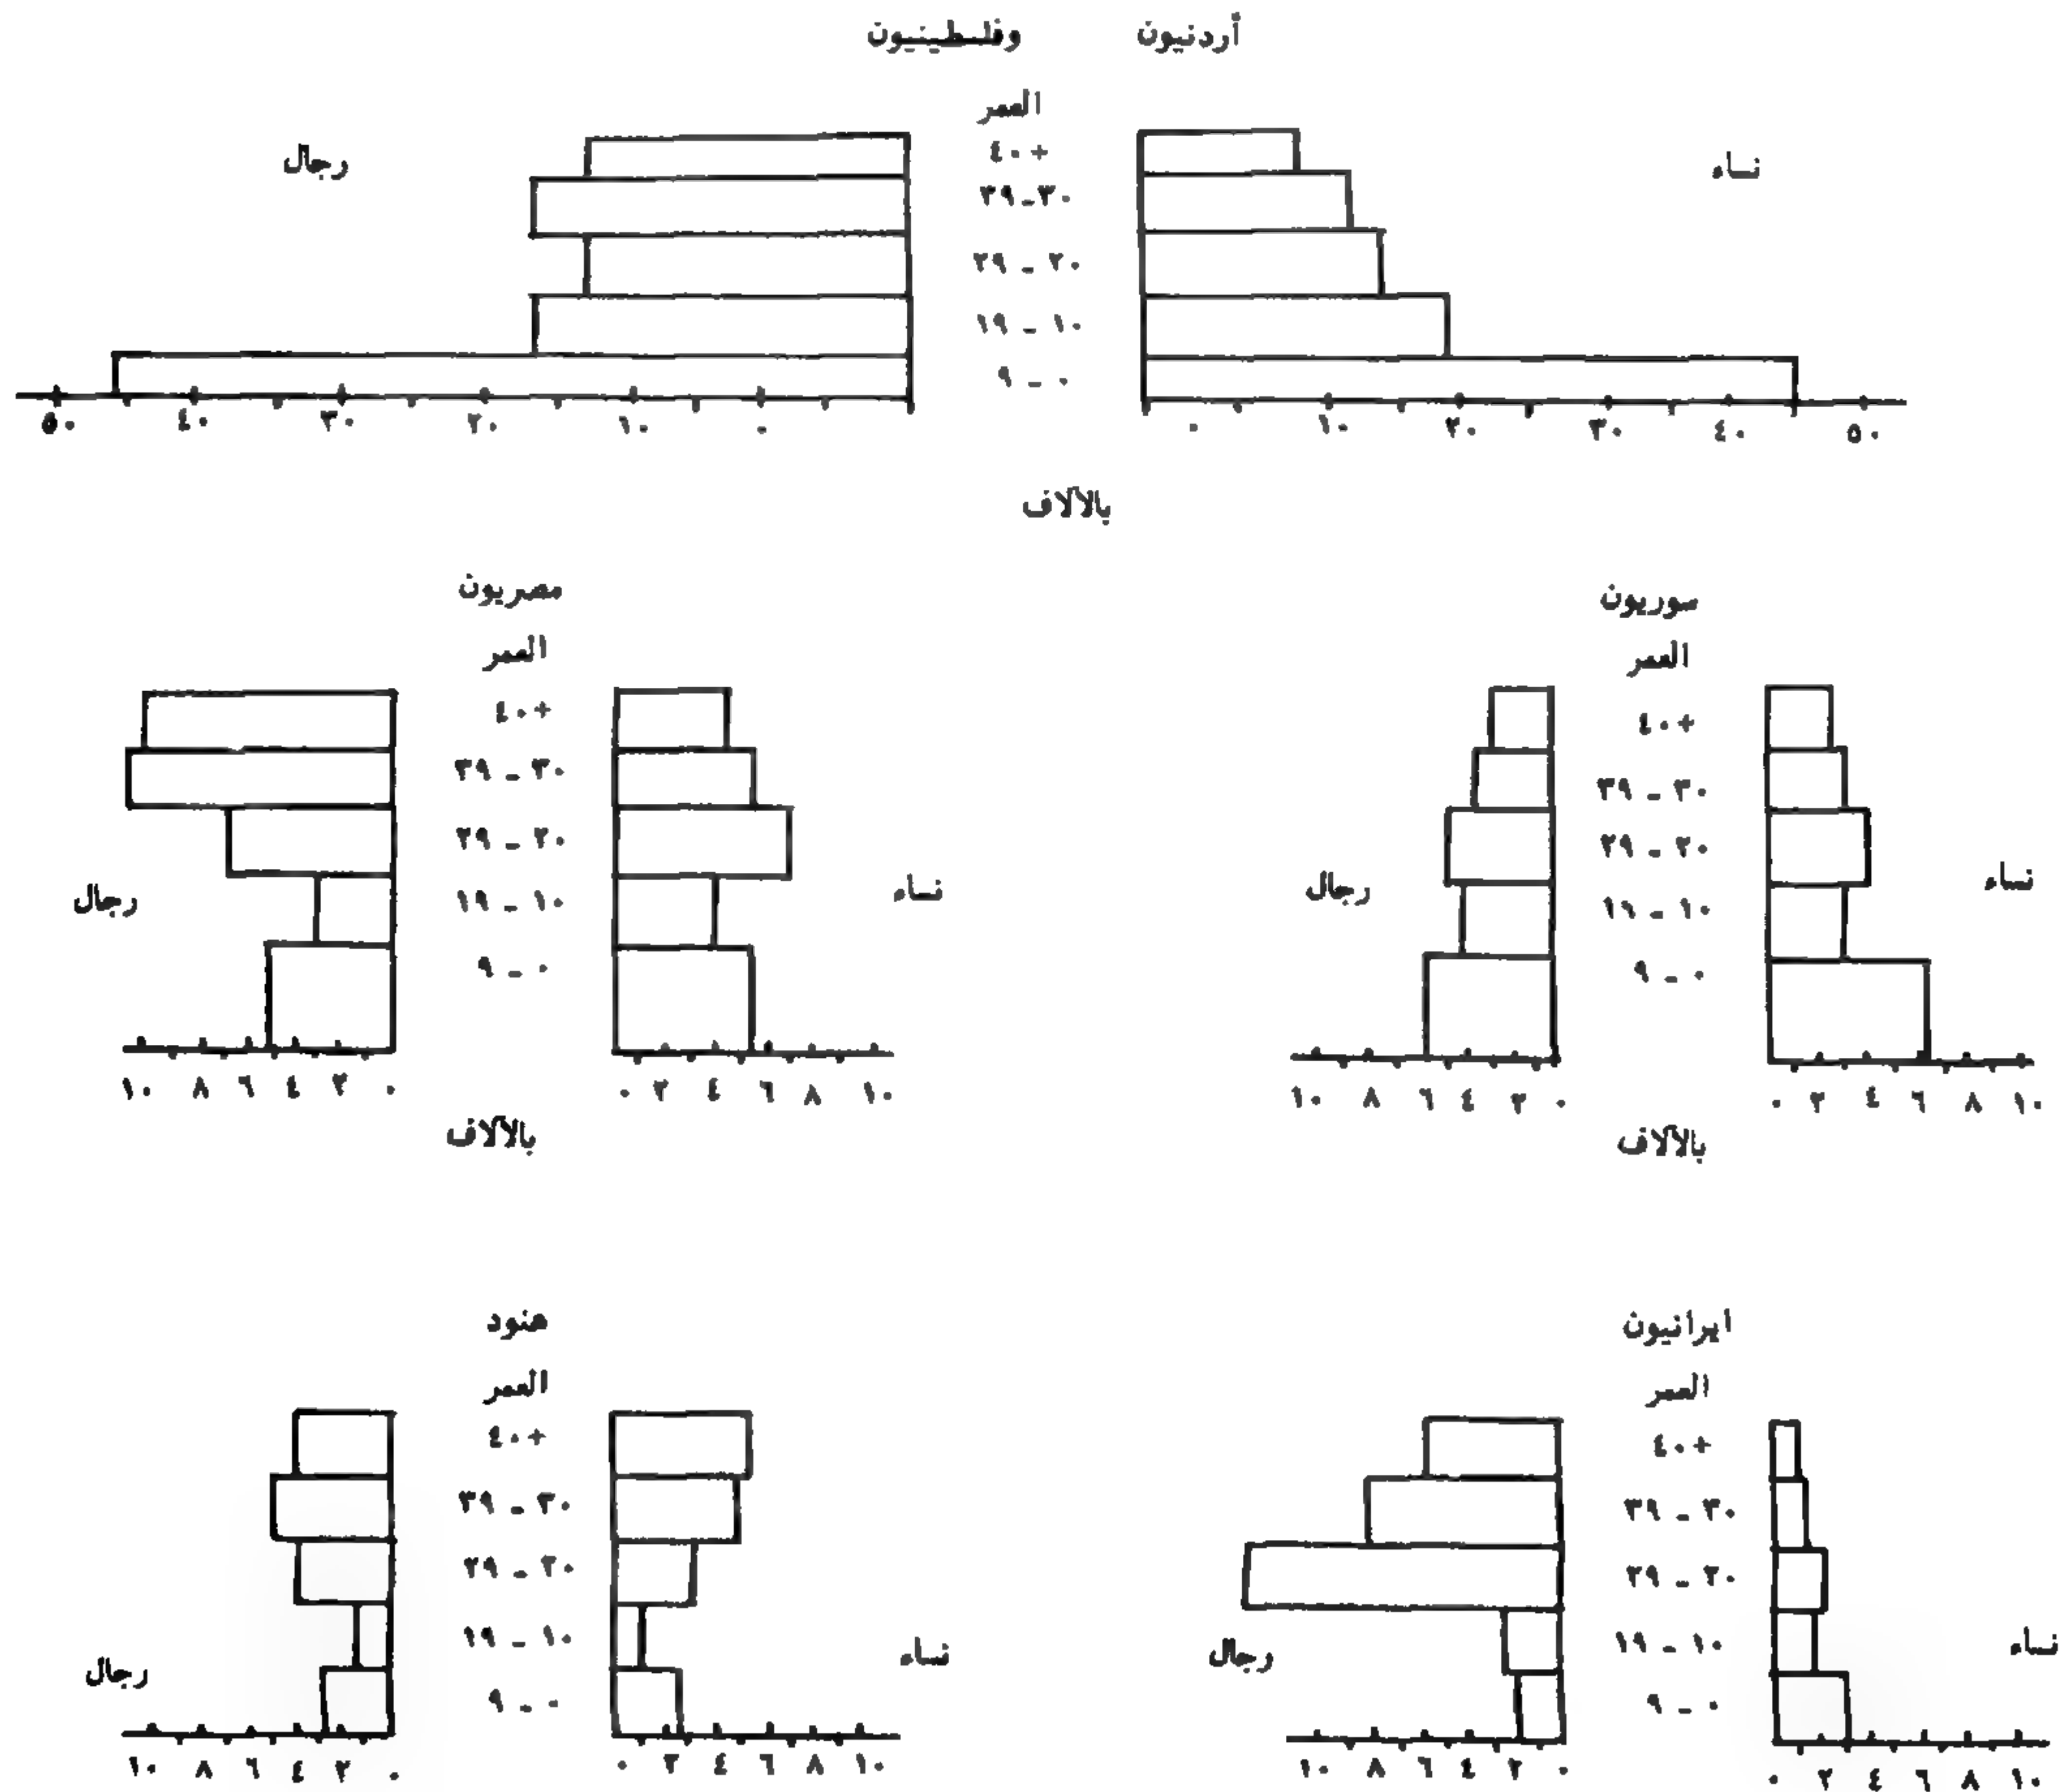 أردنيون وفلسطينيون
العمر
رجال
نساء
٤٠+
٣٠-٣٩
٢٠ - ٢٩
١٠ - ١٩
٠ - ٩
٥٠ ٤٠ ٣٠ ٢٠ ١٠ ٠
٠ ١٠ ٢٠ ٣٠ ٤٠ ٥٠
بالآلاف
سوريون
العمر
٤٠+
٣٠ - ٣٩
٢٠ - ٢٩
١٠ - ١٩
٠ - ٩
رجال
نساء
١٠ ٨ ٦ ٤ ٢ ٠
٠ ٢ ٤ ٦ ٨ ١٠
بالآلاف
مصريون
العمر
٤٠+
٣٠ - ٣٩
٢٠ - ٢٩
١٠ - ١٩
٠ - ٩
رجال
نساء
١٠ ٨ ٦ ٤ ٢ ٠
٠ ٢ ٤ ٦ ٨ ١٠
بالآلاف
ايرانيون
العمر
٤٠+
٣٠ - ٣٩
٢٠ - ٢٩
١٠ - ١٩
٠ - ٩
رجال
نساء
١٠ ٨ ٦ ٤ ٢ ٠
٠ ٢ ٤ ٦ ٨ ١٠
هنود
العمر
٤٠+
٣٠ - ٣٩
٢٠ - ٢٩
١٠ - ١٩
٠ - ٩
رجال
نساء
١٠ ٨ ٦ ٤ ٢ ٠
٠ ٢ ٤ ٦ ٨ ١٠